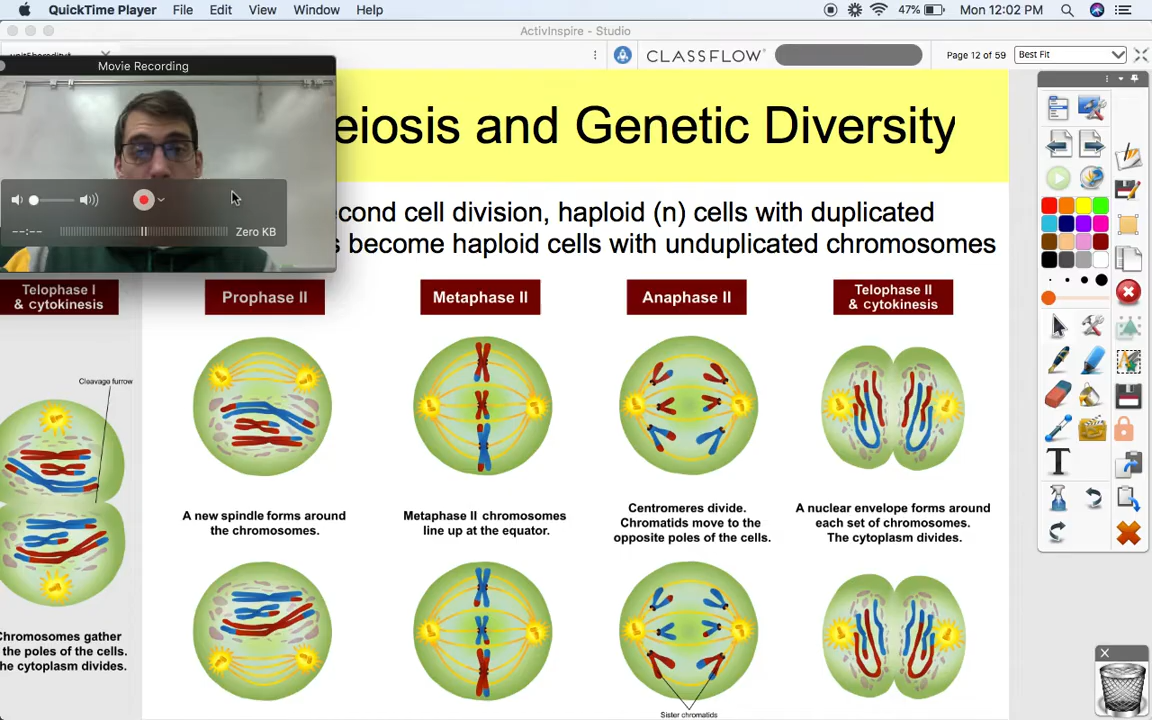 QuickTime Player File Edit View Window Help 47% Mon 12:02 PM
ActivInspire - Studio
CLASSFLOW Page 12 of 59 Best Fit
Movie Recording
eiosis and Genetic Diversity
--:-- Zero KB
cond cell division, haploid (n) cells with duplicated
s become haploid cells with unduplicated chromosomes
Telophase I
& cytokinesis
Prophase II
Metaphase II
Anaphase II
Telophase II
& cytokinesis
Cleavage furrow
A new spindle forms around
the chromosomes.
Metaphase II chromosomes
line up at the equator.
Centromeres divide.
Chromatids move to the
opposite poles of the cells.
A nuclear envelope forms around
each set of chromosomes.
The cytoplasm divides.
Chromosomes gather
the poles of the cells.
he cytoplasm divides.
Sister chromatids